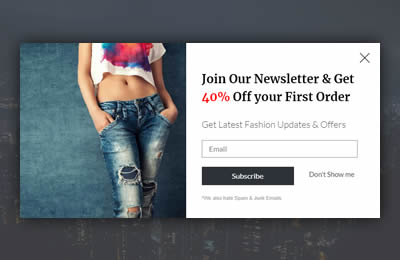 Join Our Newsletter & Get
40% Off your First Order
Get Latest Fashion Updates & Offers
Email
Subscribe
Don't Show me
*We also hate Spam & Junk Emails.